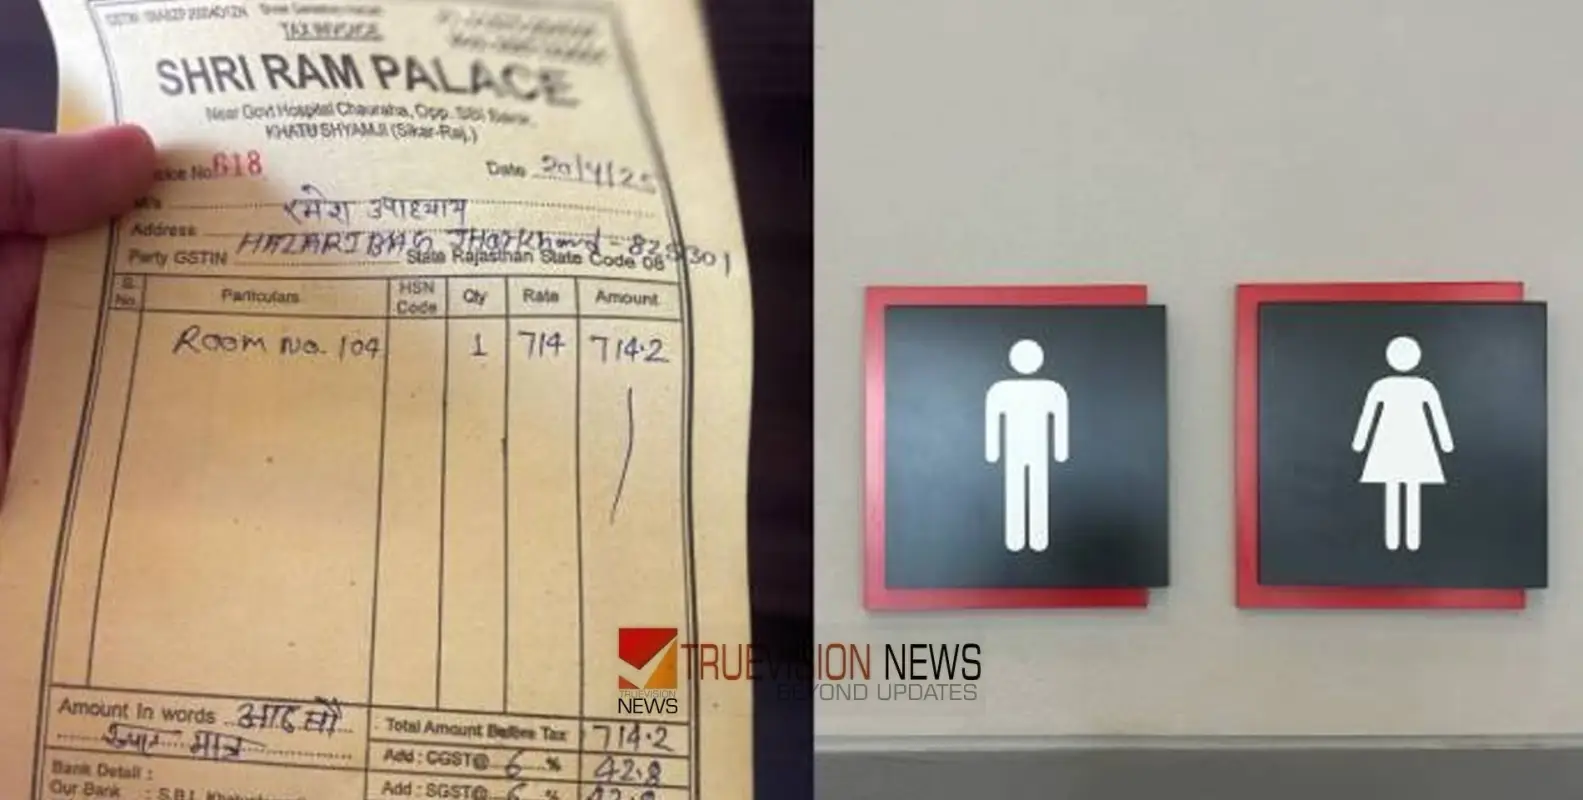 TAX INVOICE
SHRI RAM PALACE
Near Govt Hospital Chauraha, Opp. SBI Bank,
KHATU SHYAMJI (Sikar-Raj.)
No. 618 Date 20/4/25
M/s रमेश उपाध्याय
Address HAZARIBAG JHarkhand - 825301
Party GSTIN State Rajasthan State Code 08
S. No. Particulars HSN Code Qty Rate Amount
Room No. 104 1 714 714.2
Amount In words आठ सौ मात्र
Total Amount Before Tax 714.2
Add : CGST@ 6 % 42.8
Add : SGST@ 6 % 42.8
Bank Detail :
Our Bank : S.B.I.
TRUEVISION NEWS
BEYOND UPDATES
TRUEVISION
NEWS